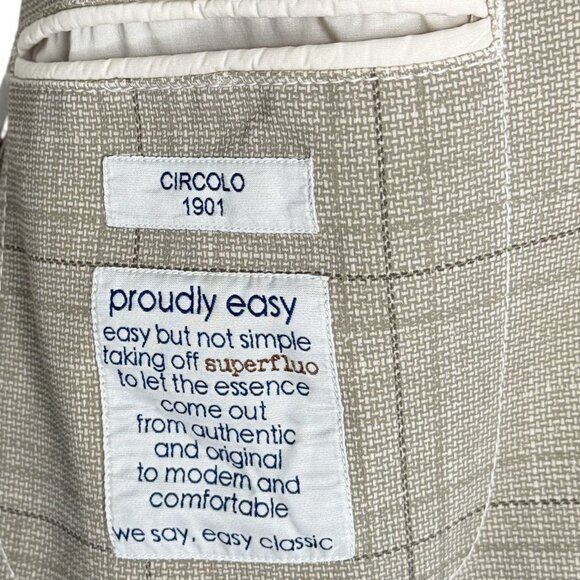 CIRCOLO
1901
proudly easy
easy but not simple
taking off superfluo
to let the essence
come out
from authentic
and original
to modern and
comfortable
we say, easy classic